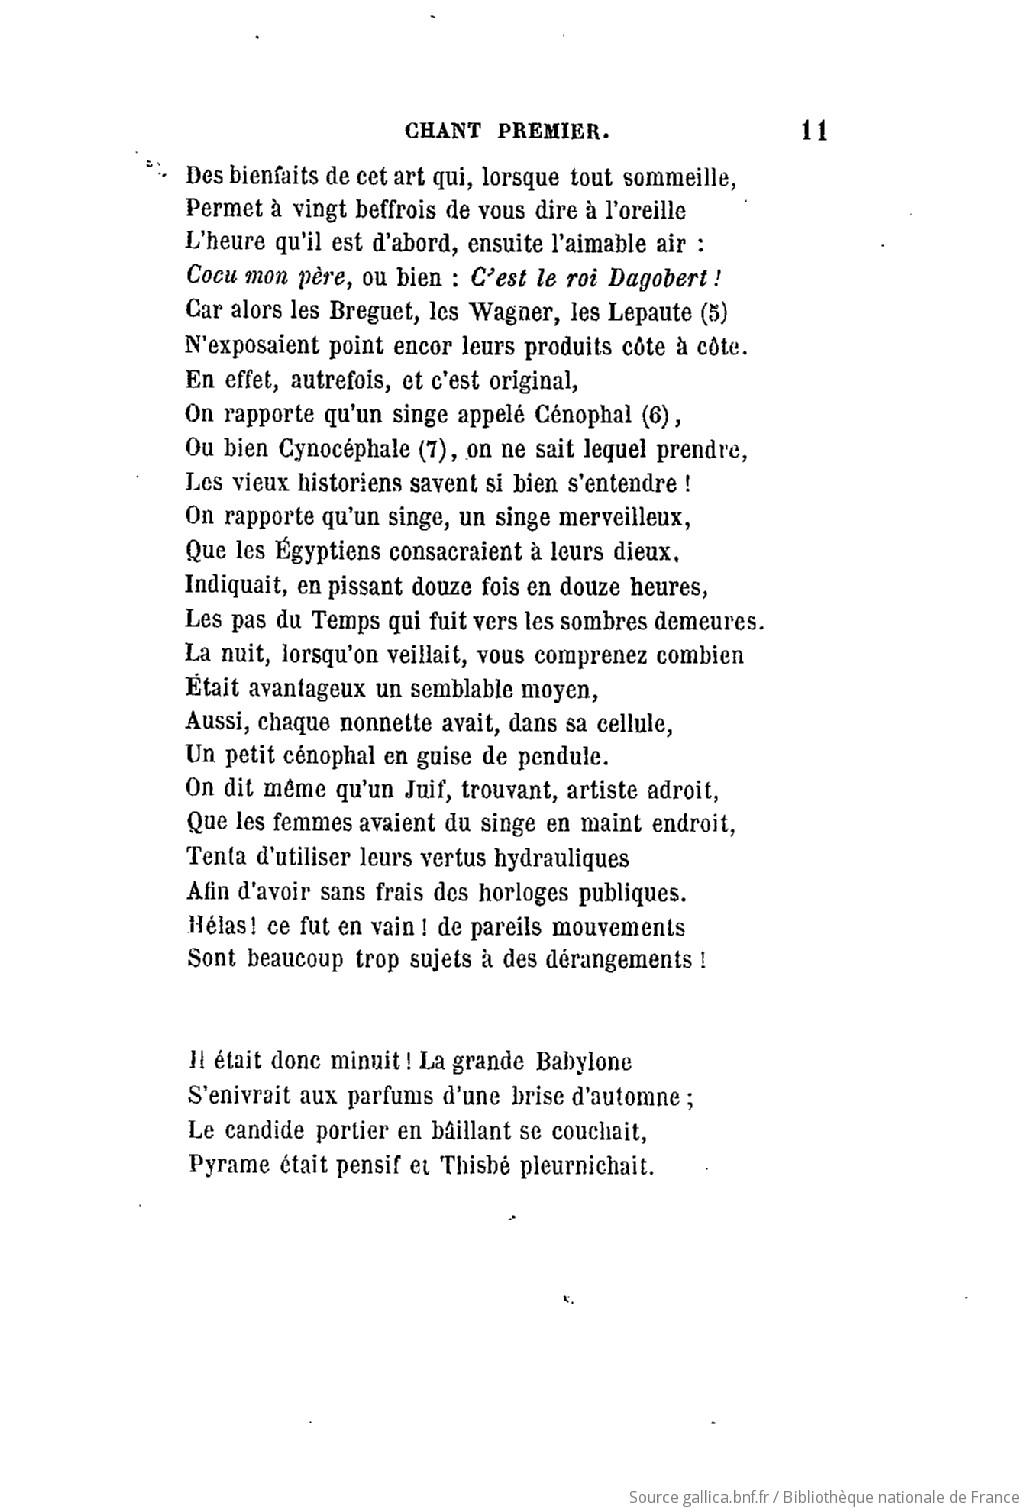 CHANT PREMIER. 11
Des bienfaits de cet art qui, lorsque tout sommeille,
Permet à vingt beffrois de vous dire à l'oreille
L'heure qu'il est d'abord, ensuite l'aimable air :
Cocu mon père, ou bien : C'est le roi Dagobert !
Car alors les Breguet, les Wagner, les Lepaute (5)
N'exposaient point encor leurs produits côte à côte.
En effet, autrefois, et c'est original,
On rapporte qu'un singe appelé Cénophal (6),
Ou bien Cynocéphale (7), on ne sait lequel prendre,
Les vieux historiens savent si bien s'entendre !
On rapporte qu'un singe, un singe merveilleux,
Que les Égyptiens consacraient à leurs dieux,
Indiquait, en pissant douze fois en douze heures,
Les pas du Temps qui fuit vers les sombres demeures.
La nuit, lorsqu'on veillait, vous comprenez combien
Était avantageux un semblable moyen,
Aussi, chaque nonnette avait, dans sa cellule,
Un petit cénophal en guise de pendule.
On dit même qu'un Juif, trouvant, artiste adroit,
Que les femmes avaient du singe en maint endroit,
Tenta d'utiliser leurs vertus hydrauliques
Afin d'avoir sans frais des horloges publiques.
Hélas! ce fut en vain ! de pareils mouvements
Sont beaucoup trop sujets à des dérangements !
Il était donc minuit ! La grande Babylone
S'enivrait aux parfums d'une brise d'automne ;
Le candide portier en bâillant se couchait,
Pyrame était pensif et Thisbé pleurnichait.
Source gallica.bnf.fr / Bibliothèque nationale de France